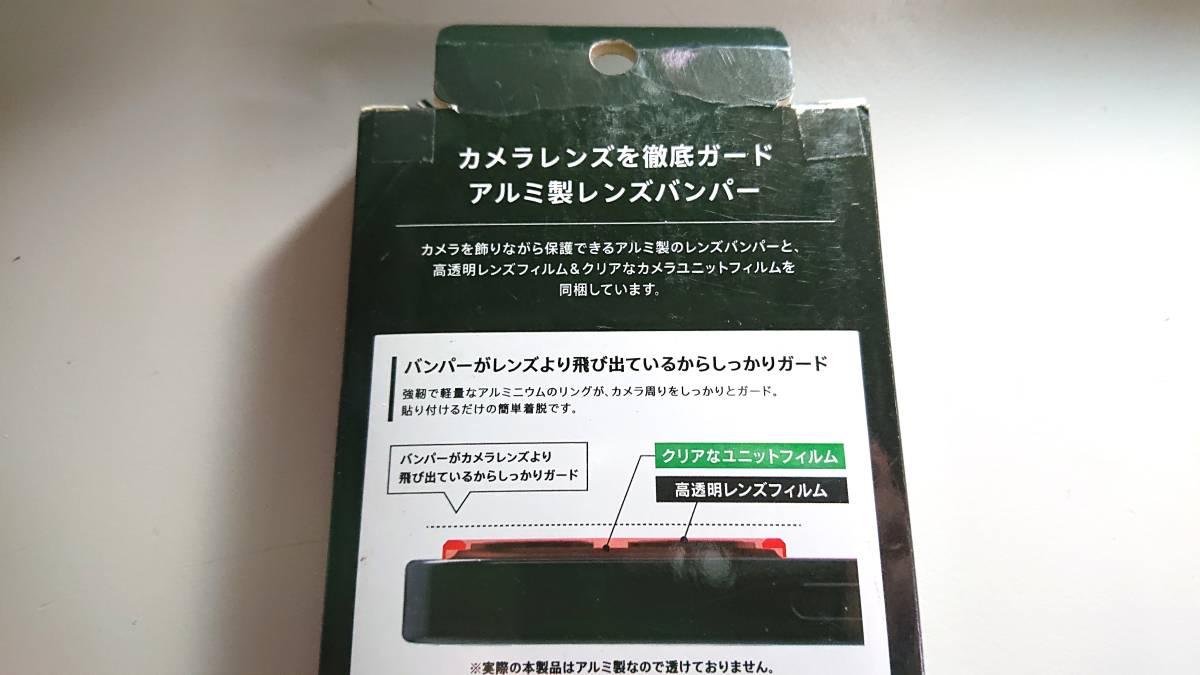 カメラレンズを徹底ガード
アルミ製レンズバンパー
カメラを飾りながら保護できるアルミ製のレンズバンパーと、
高透明レンズフィルム&クリアなカメラユニットフィルムを
同梱しています。
バンパーがレンズより飛び出ているからしっかりガード
強靭で軽量なアルミニウムのリングが、カメラ周りをしっかりとガード。
貼り付けるだけの簡単着脱です。
バンパーがカメラレンズより
飛び出ているからしっかりガード
クリアなユニットフィルム
高透明レンズフィルム
※実際の本製品はアルミ製なので透けておりません。